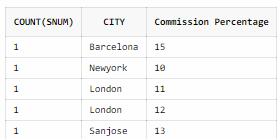 COUNT(SNUM) CITY Commission Percentage
1 Barcelona 15
1 Newyork 10
1 London 11
1 London 12
1 Sanjose 13